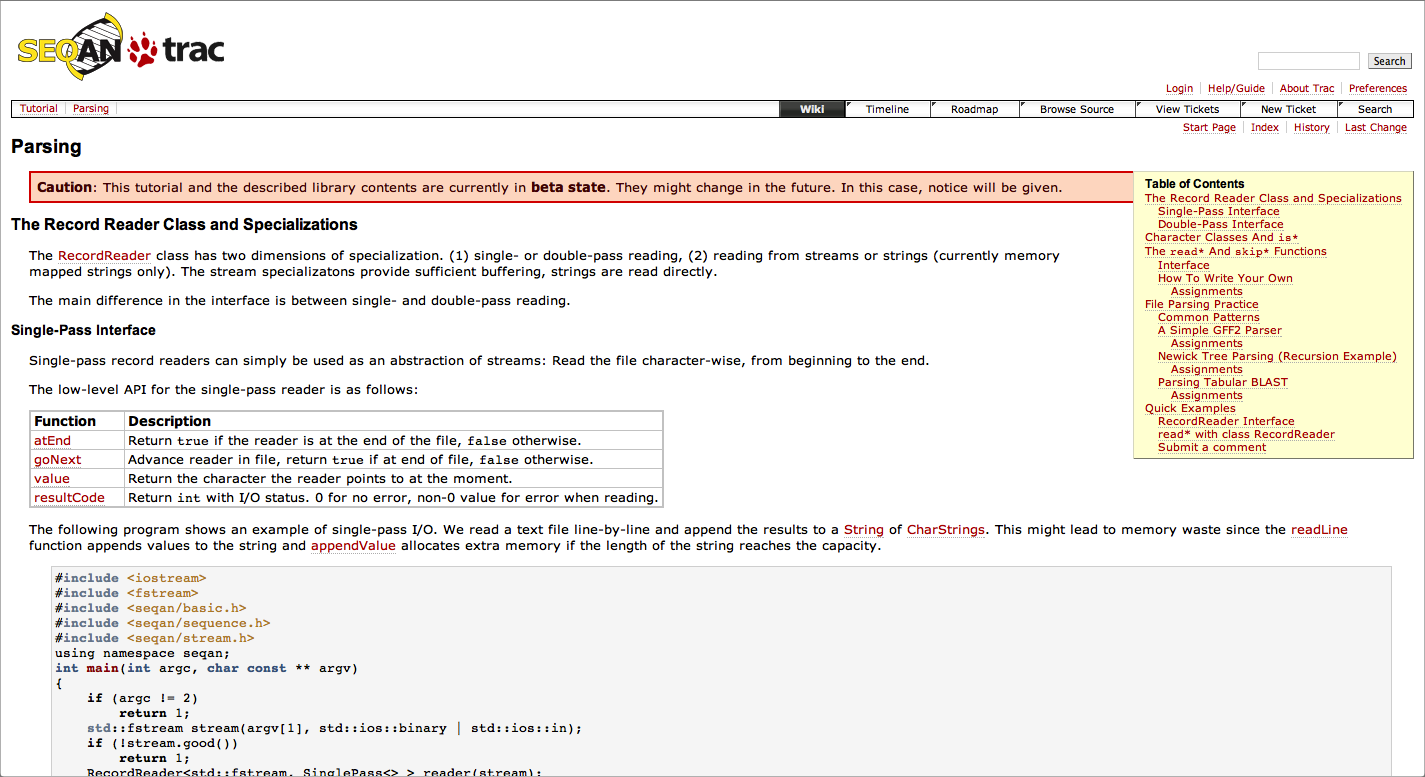 SEQAN trac
Search
Login Help/Guide About Trac Preferences
Tutorial Parsing Wiki Timeline Roadmap Browse Source View Tickets New Ticket Search
Start Page Index History Last Change
Parsing
Caution: This tutorial and the described library contents are currently in beta state. They might change in the future. In this case, notice will be given.
Table of Contents
The Record Reader Class and Specializations
Single-Pass Interface
Double-Pass Interface
Character Classes And is*
The read* And skip* Functions
Interface
How To Write Your Own
Assignments
File Parsing Practice
Common Patterns
A Simple GFF2 Parser
Assignments
Newick Tree Parsing (Recursion Example)
Assignments
Parsing Tabular BLAST
Assignments
Quick Examples
RecordReader Interface
read* with class RecordReader
Submit a comment
The Record Reader Class and Specializations
The RecordReader class has two dimensions of specialization. (1) single- or double-pass reading, (2) reading from streams or strings (currently memory
mapped strings only). The stream specializatons provide sufficient buffering, strings are read directly.
The main difference in the interface is between single- and double-pass reading.
Single-Pass Interface
Single-pass record readers can simply be used as an abstraction of streams: Read the file character-wise, from beginning to the end.
The low-level API for the single-pass reader is as follows:
Function Description
atEnd Return true if the reader is at the end of the file, false otherwise.
goNext Advance reader in file, return true if at end of file, false otherwise.
value Return the character the reader points to at the moment.
resultCode Return int with I/O status. 0 for no error, non-0 value for error when reading.
The following program shows an example of single-pass I/O. We read a text file line-by-line and append the results to a String of CharStrings. This might lead to memory waste since the readLine
function appends values to the string and appendValue allocates extra memory if the length of the string reaches the capacity.
#include <iostream>
#include <fstream>
#include <seqan/basic.h>
#include <seqan/sequence.h>
#include <seqan/stream.h>
using namespace seqan;
int main(int argc, char const ** argv)
{
if (argc != 2)
return 1;
std::fstream stream(argv[1], std::ios::binary | std::ios::in);
if (!stream.good())
return 1;
RecordReader<std::fstream, SinglePass<> > reader(stream);